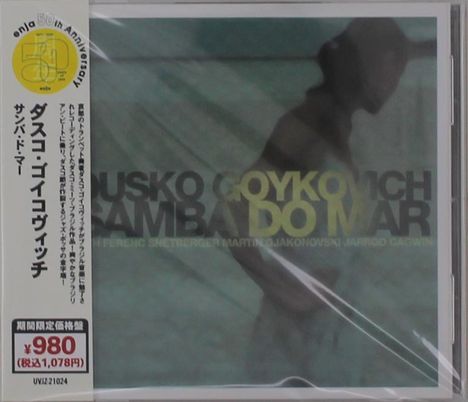 enja 50th Anniversary
enja
ダスコ・ゴイコヴィッチ
サンバ・ド・マー
期間限定価格盤
¥980
(税込1,078円)
UVJZ-21024
DUSKO GOYKOVICH
SAMBA DO MAR
FERENC SNETBERGER MARTIN GJAKONOVSKI JARROD CAGWIN